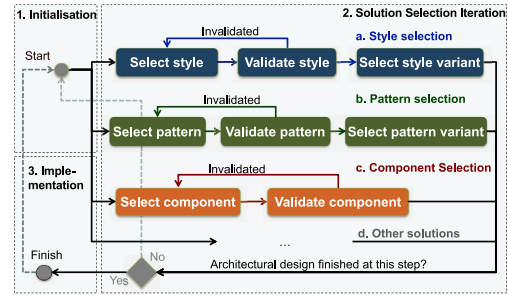 1. Initialisation
2. Solution Selection Iteration
Invalidated
a. Style selection
Start
Select style
Validate style
Select style variant
Invalidated
b. Pattern selection
Select pattern
Validate pattern
Select pattern variant
3. Imple-
mentation
Invalidated
c. Component Selection
Select component
Validate component
...
d. Other solutions
Finish
No
Yes
Architectural design finished at this step?